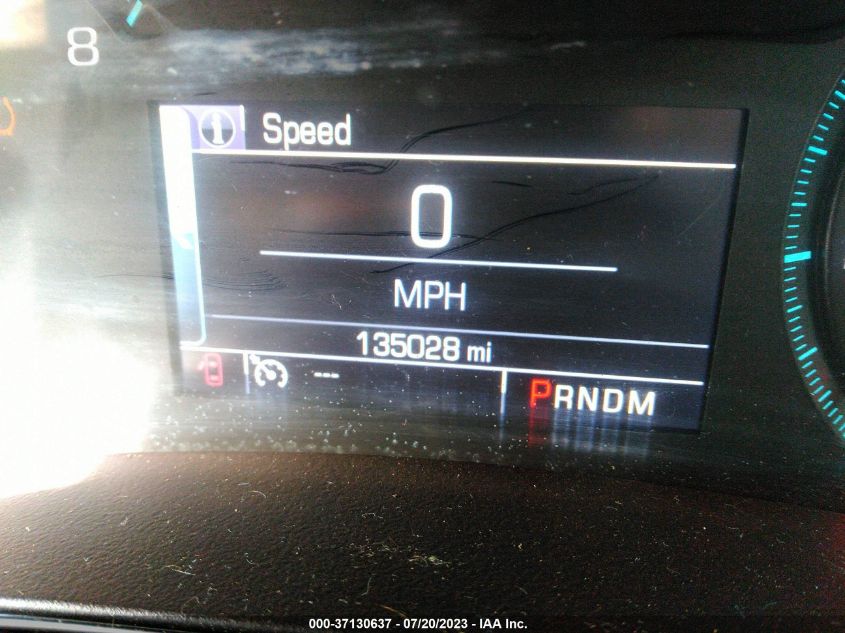 8
Speed
0
MPH
135028 mi
--- PRNDM
000-37130637 - 07/20/2023 - IAA Inc.